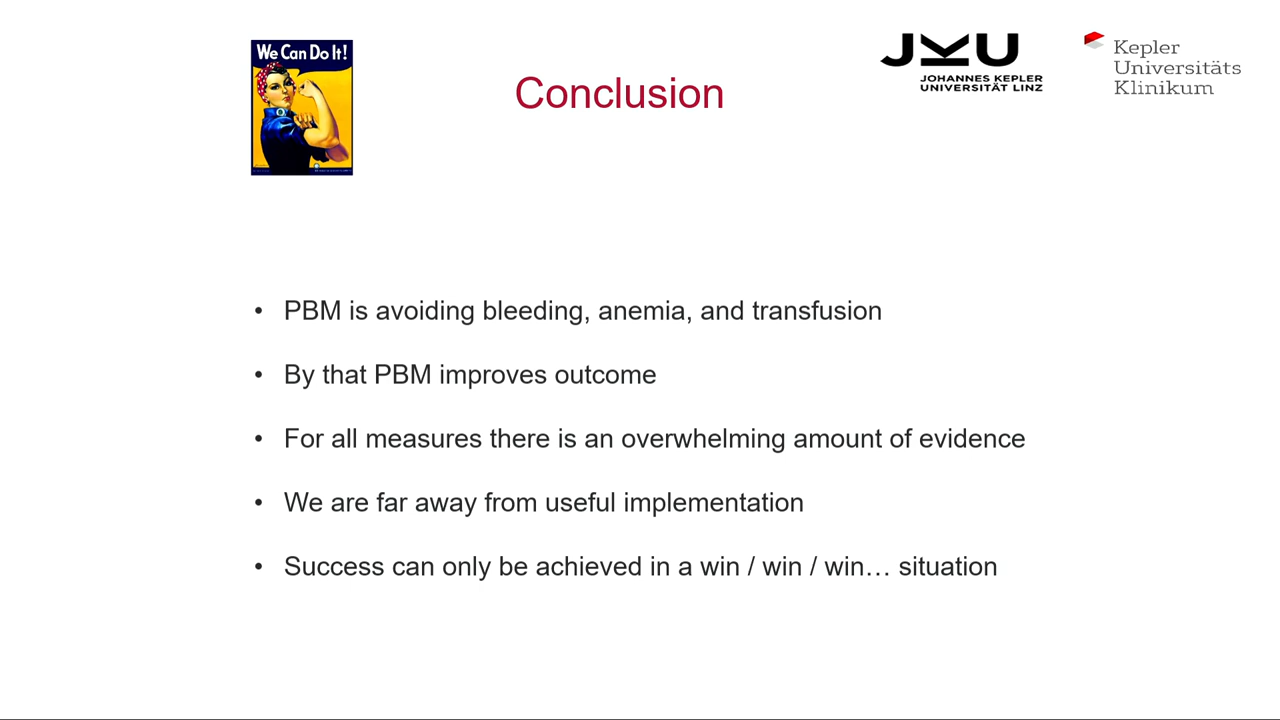 We Can Do It!
Conclusion
JKU
JOHANNES KEPLER
UNIVERSITÄT LINZ
Kepler
Universitäts
Klinikum
• PBM is avoiding bleeding, anemia, and transfusion
• By that PBM improves outcome
• For all measures there is an overwhelming amount of evidence
• We are far away from useful implementation
• Success can only be achieved in a win / win / win… situation